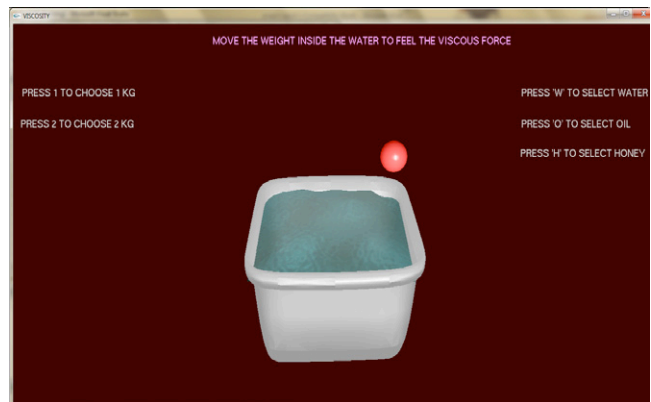 VISCOSITY
MOVE THE WEIGHT INSIDE THE WATER TO FEEL THE VISCOUS FORCE
PRESS 1 TO CHOOSE 1 KG
PRESS 2 TO CHOOSE 2 KG
PRESS 'W' TO SELECT WATER
PRESS 'O' TO SELECT OIL
PRESS 'H' TO SELECT HONEY